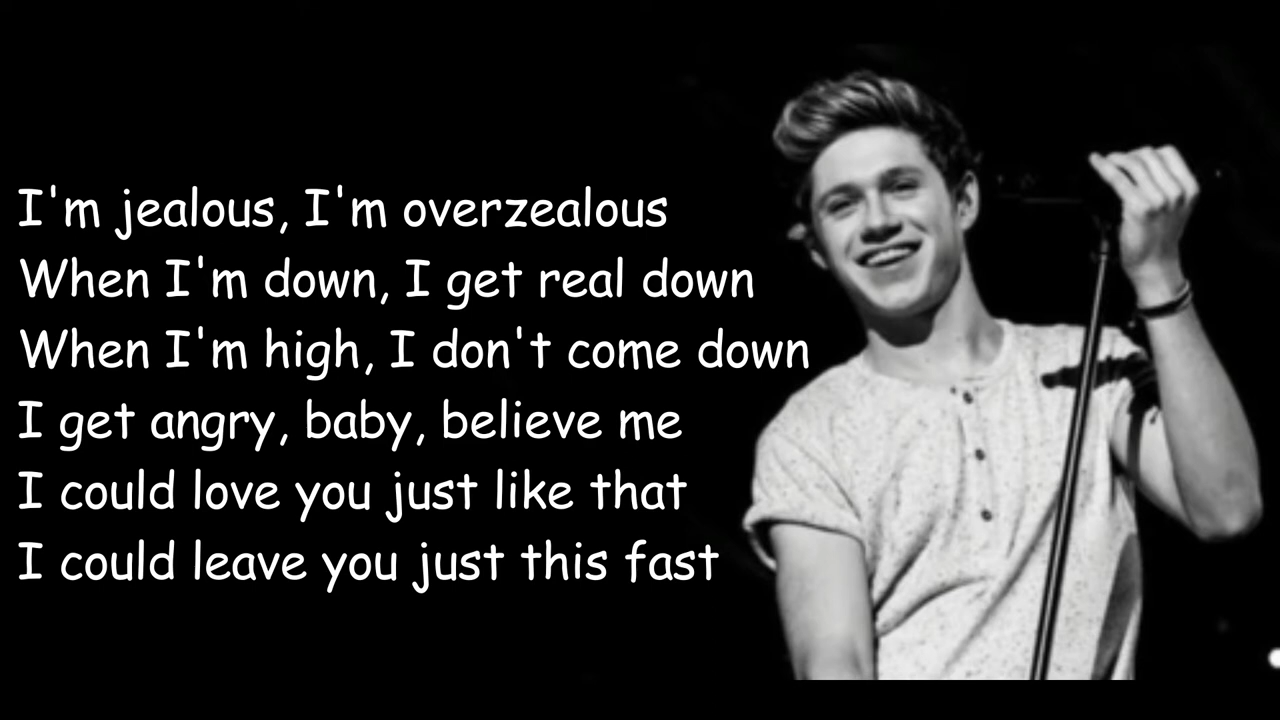 I'm jealous, I'm overzealous
When I'm down, I get real down
When I'm high, I don't come down
I get angry, baby, believe me
I could love you just like that
I could leave you just this fast